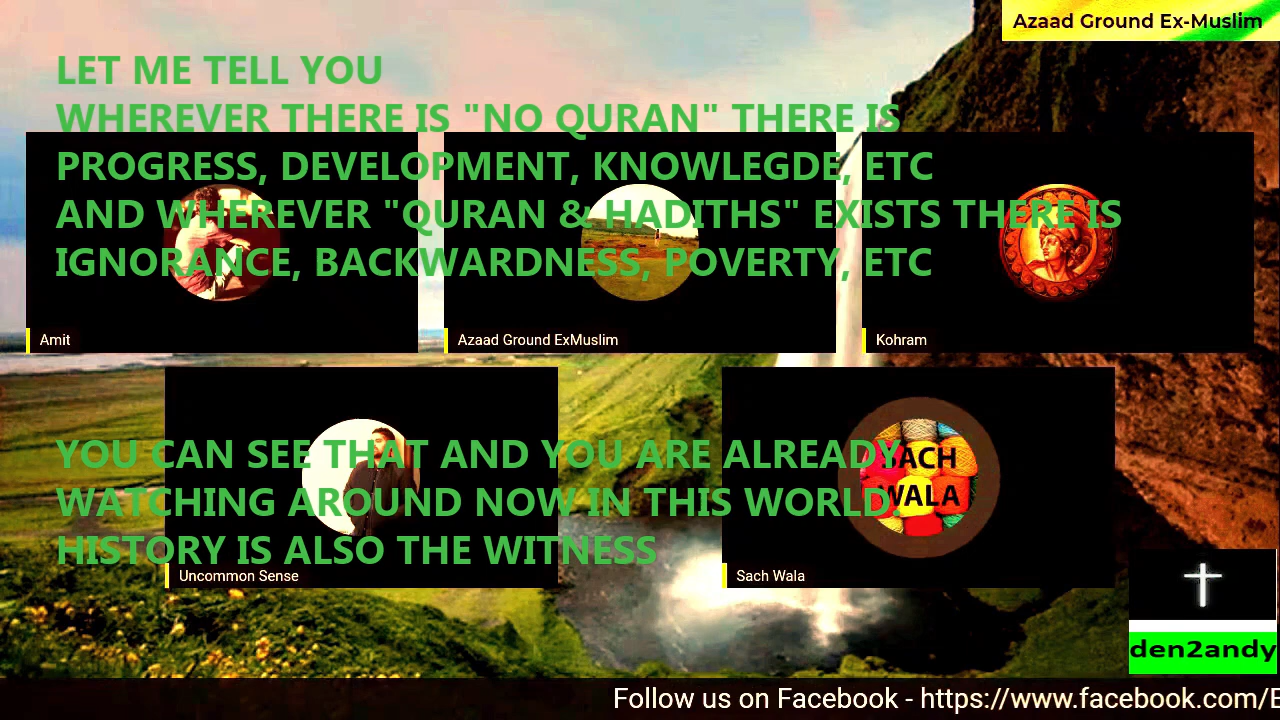 Azaad Ground Ex-Muslim
LET ME TELL YOU
WHEREVER THERE IS "NO QURAN" THERE IS
PROGRESS, DEVELOPMENT, KNOWLEGDE, ETC
AND WHEREVER "QURAN & HADITHS" EXISTS THERE IS
IGNORANCE, BACKWARDNESS, POVERTY, ETC
Amit
Azaad Ground ExMuslim
Kohram
YOU CAN SEE THAT AND YOU ARE ALREADY
WATCHING AROUND NOW IN THIS WORLD.
HISTORY IS ALSO THE WITNESS
SACH
WALA
Uncommon Sense
Sach Wala
den2andy
Follow us on Facebook - https://www.facebook.com/E